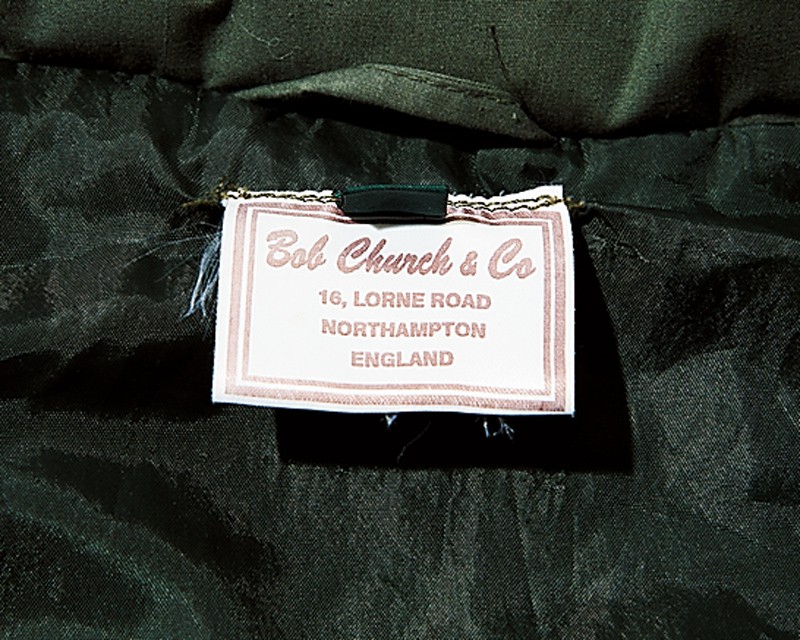 Bob Church & Co
16, LORNE ROAD
NORTHAMPTON
ENGLAND